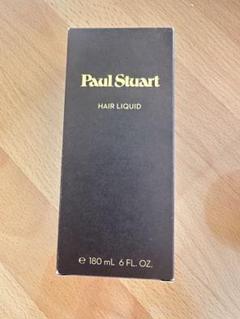 Paul Stuart
HAIR LIQUID
℮ 180 mL 6 FL. OZ.